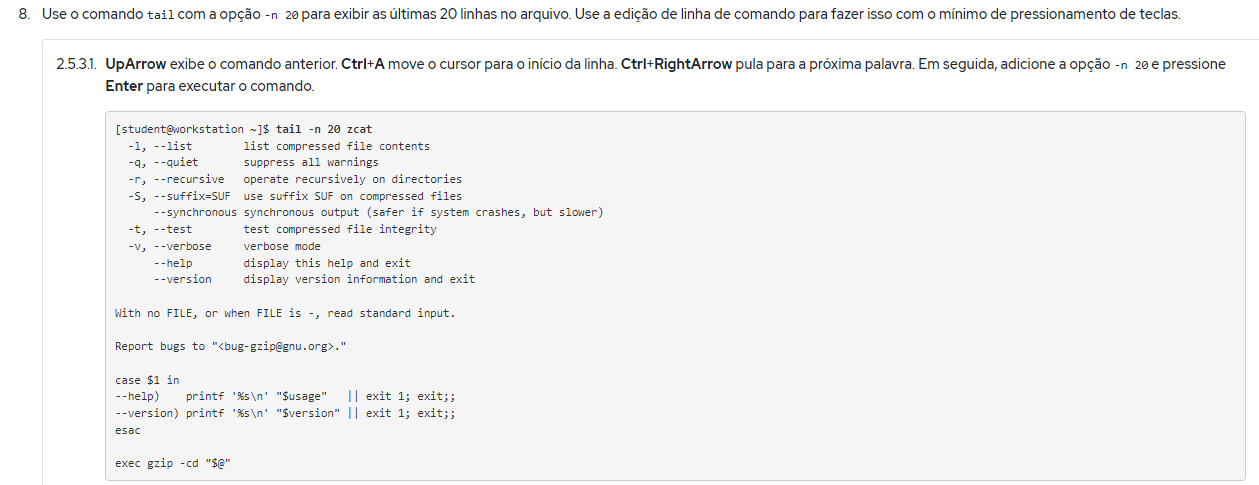 8. Use o comando tail com a opção -n 20 para exibir as últimas 20 linhas no arquivo. Use a edição de linha de comando para fazer isso com o mínimo de pressionamento de teclas.
2.5.3.1. UpArrow exibe o comando anterior. Ctrl+A move o cursor para o início da linha. Ctrl+RightArrow pula para a próxima palavra. Em seguida, adicione a opção -n 20 e pressione
Enter para executar o comando.
[student@workstation ~]$ tail -n 20 zcat
  -l, --list        list compressed file contents
  -q, --quiet       suppress all warnings
  -r, --recursive   operate recursively on directories
  -S, --suffix=SUF  use suffix SUF on compressed files
      --synchronous synchronous output (safer if system crashes, but slower)
  -t, --test        test compressed file integrity
  -v, --verbose     verbose mode
      --help        display this help and exit
      --version     display version information and exit
With no FILE, or when FILE is -, read standard input.
Report bugs to "<bug-gzip@gnu.org>."
case $1 in
--help)    printf '%s\n' "$usage"   || exit 1; exit;;
--version) printf '%s\n' "$version" || exit 1; exit;;
esac
exec gzip -cd "$@"